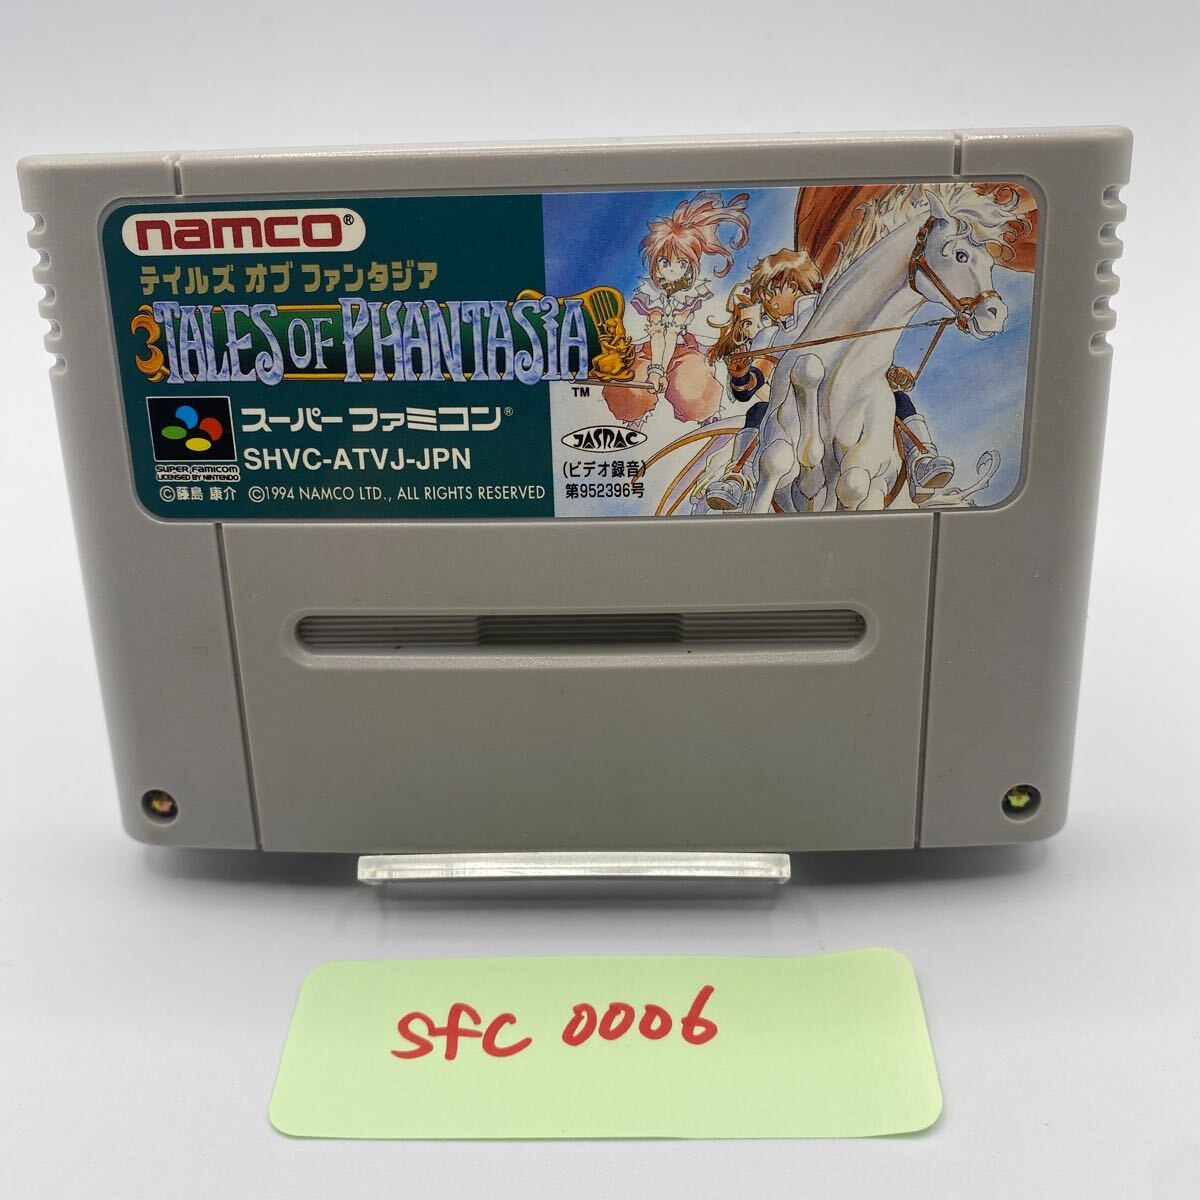 namco®
テイルズ オブ ファンタジア
TALES OF PHANTASIA
TM
スーパーファミコン®
SHVC-ATVJ-JPN
SUPER FAMICOM
LICENSED BY NINTENDO
©藤島 康介 ©1994 NAMCO LTD., ALL RIGHTS RESERVED
JASRAC
(ビデオ録音)
第952396号
sfc 0006